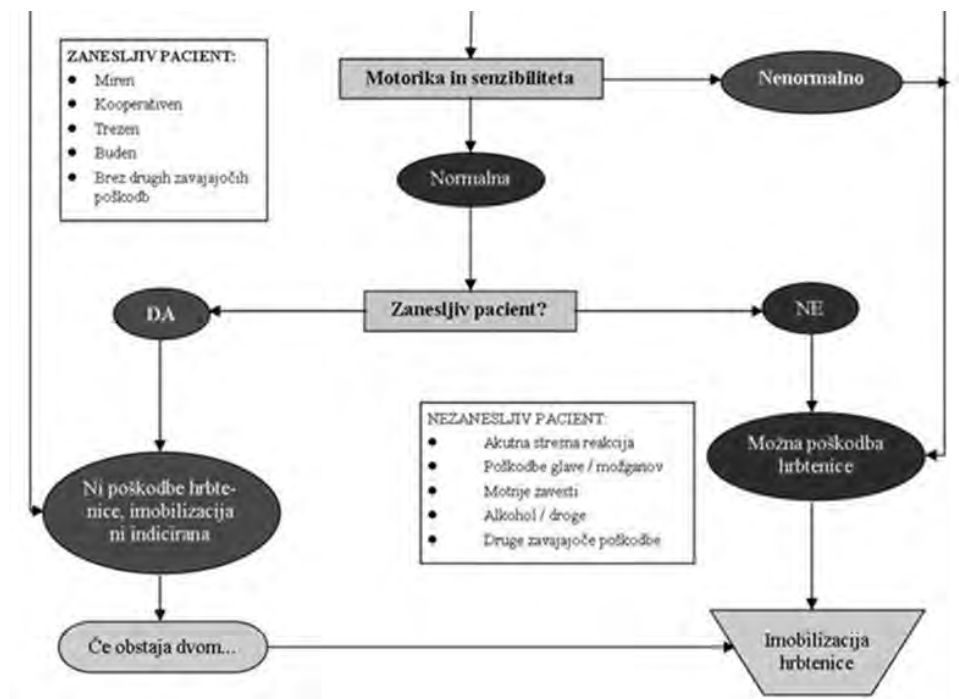 ZANESLJIV PACIENT:
● Miren
● Kooperativen
● Trezen
● Buden
● Brez drugih zavajajočih
poškodb
Motorika in senzibiliteta
Nenormalno
Normalna
DA
Zanesljiv pacient?
NE
NEZANESLJIV PACIENT:
● Akutna stresna reakcija
● Poškodbe glave / možganov
● Motnje zavesti
● Alkohol / droge
● Druge zavajajoče poškodbe
Možna poškodba
hrbtenice
Ni poškodbe hrbte-
nice, imobilizacija
ni indicirana
Če obstaja dvom...
Imobilizacija
hrbtenice